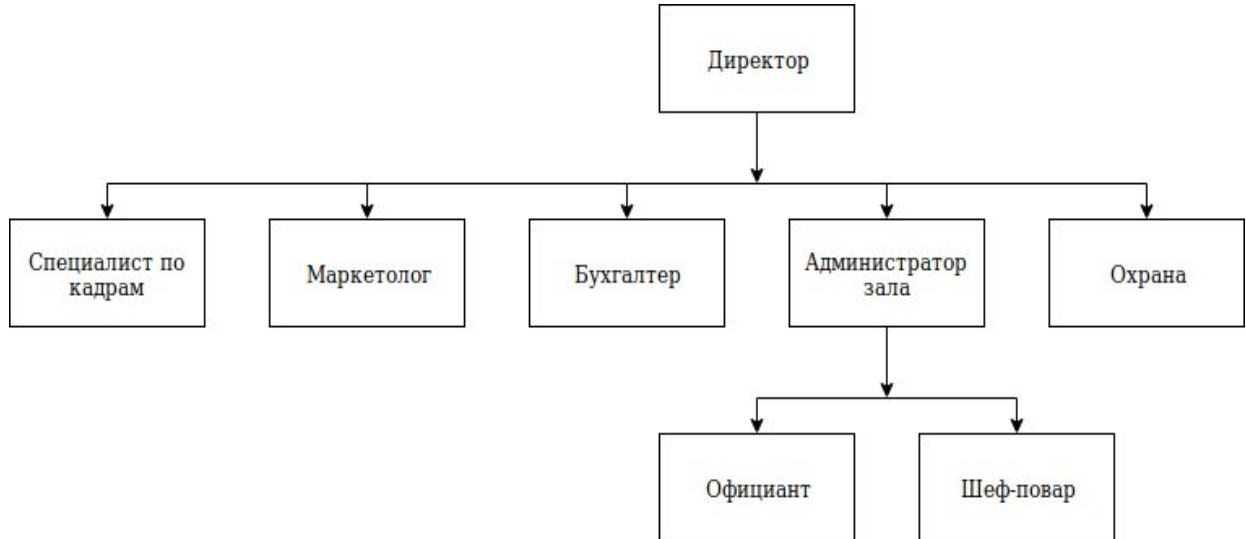 Директор
Специалист по
кадрам
Маркетолог
Бухгалтер
Администратор
зала
Охрана
Официант
Шеф-повар